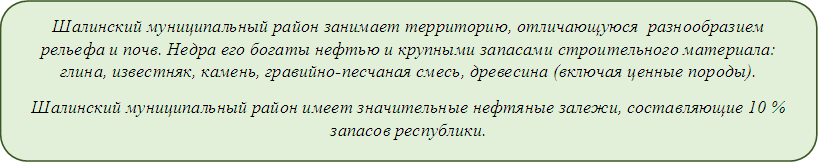 Шалинский муниципальный район занимает территорию, отличающуюся разнообразием
рельефа и почв. Недра его богаты нефтью и крупными запасами строительного материала:
глина, известняк, камень, гравийно-песчаная смесь, древесина (включая ценные породы).
Шалинский муниципальный район имеет значительные нефтяные залежи, составляющие 10 %
запасов республики.